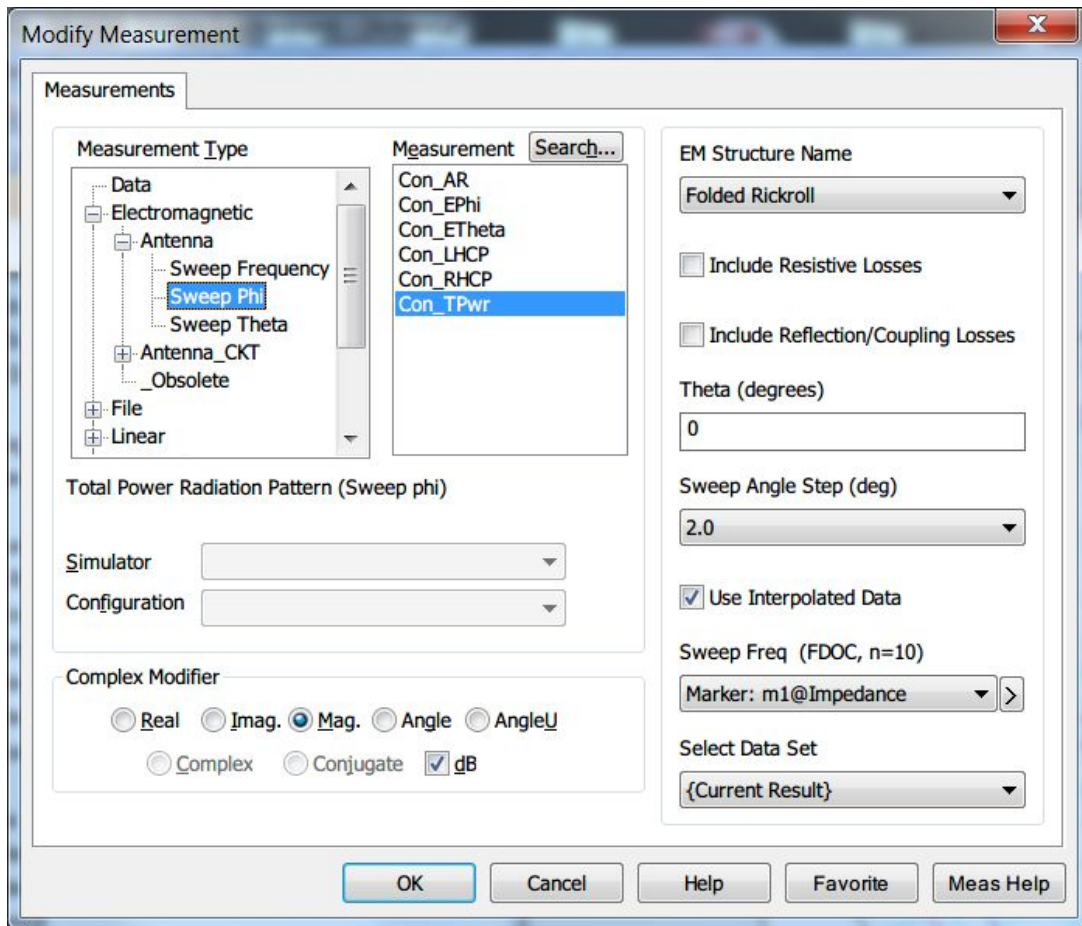 Modify Measurement
X
Measurements
Measurement Type
Data
Electromagnetic
Antenna
Sweep Frequency
Sweep Phi
Sweep Theta
Antenna_CKT
_Obsolete
File
Linear
Measurement
Search...
Con_AR
Con_EPhi
Con_ETheta
Con_LHCP
Con_RHCP
Con_TPwr
Total Power Radiation Pattern (Sweep phi)
Simulator
Configuration
Complex Modifier
Real Imag. Mag. Angle AngleU
Complex Conjugate dB
EM Structure Name
Folded Rickroll
Include Resistive Losses
Include Reflection/Coupling Losses
Theta (degrees)
0
Sweep Angle Step (deg)
2.0
Use Interpolated Data
Sweep Freq (FDOC, n=10)
Marker: m1@Impedance >
Select Data Set
{Current Result}
OK Cancel Help Favorite Meas Help